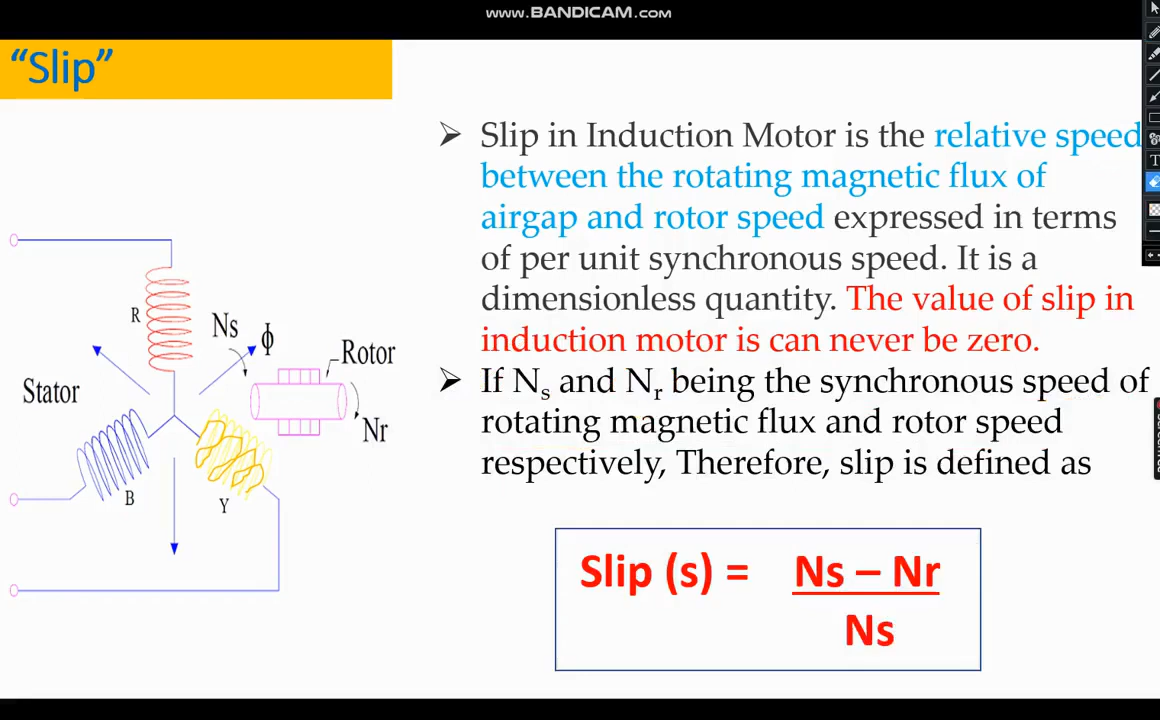 www.BANDICAM.com
“Slip”
➢ Slip in Induction Motor is the relative speed
between the rotating magnetic flux of
airgap and rotor speed expressed in terms
of per unit synchronous speed. It is a
dimensionless quantity. The value of slip in
induction motor is can never be zero.
➢ If Ns and Nr being the synchronous speed of
rotating magnetic flux and rotor speed
respectively, Therefore, slip is defined as
Slip (s) = Ns – Nr
Ns
R
Ns
ϕ
Rotor
Stator
Nr
B
Y